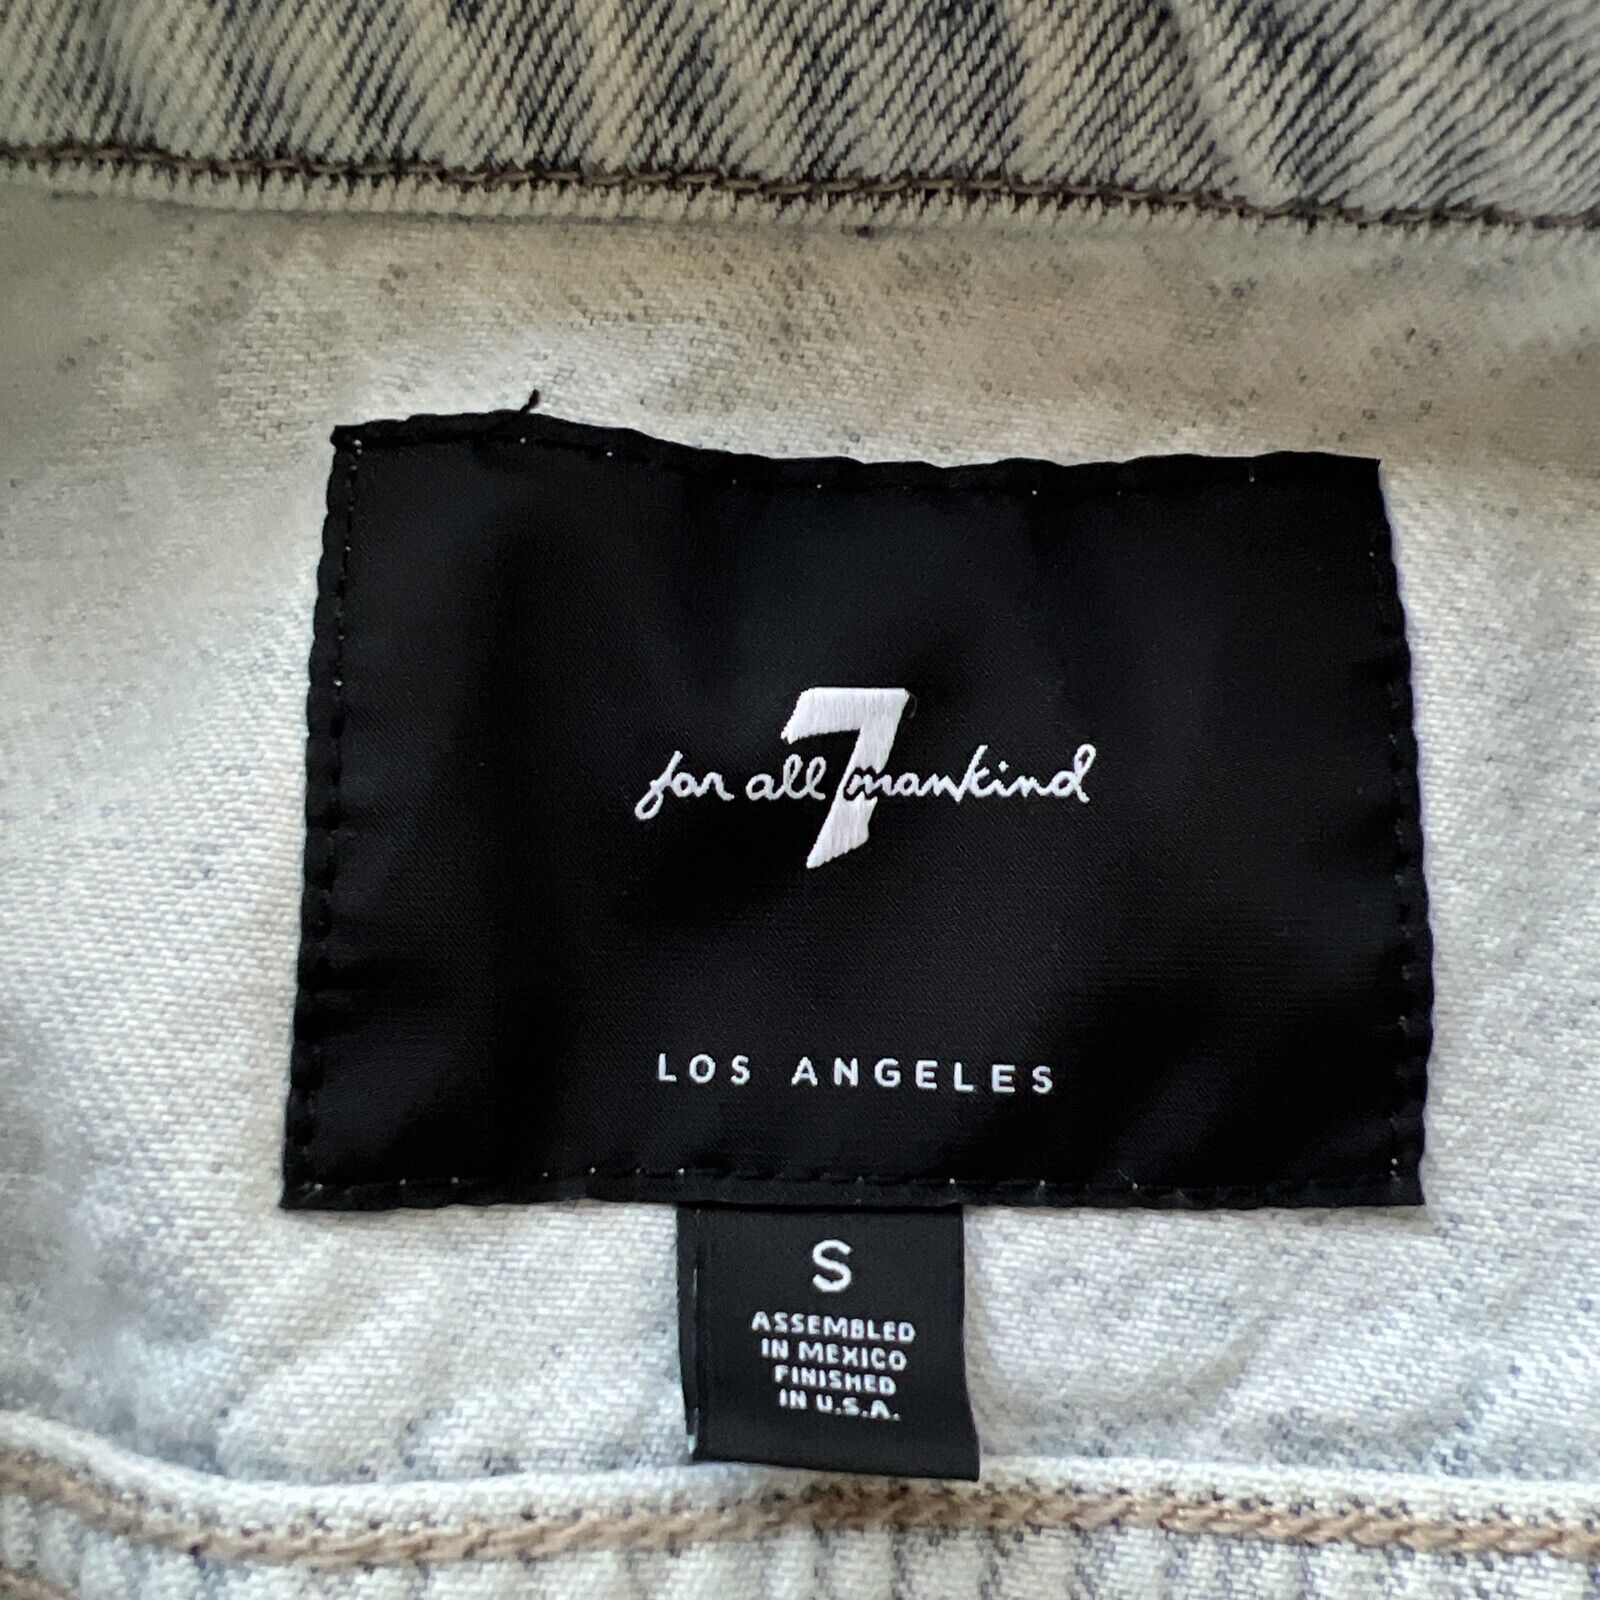 7
for all mankind
LOS ANGELES
S
ASSEMBLED
IN MEXICO
FINISHED
IN U.S.A.